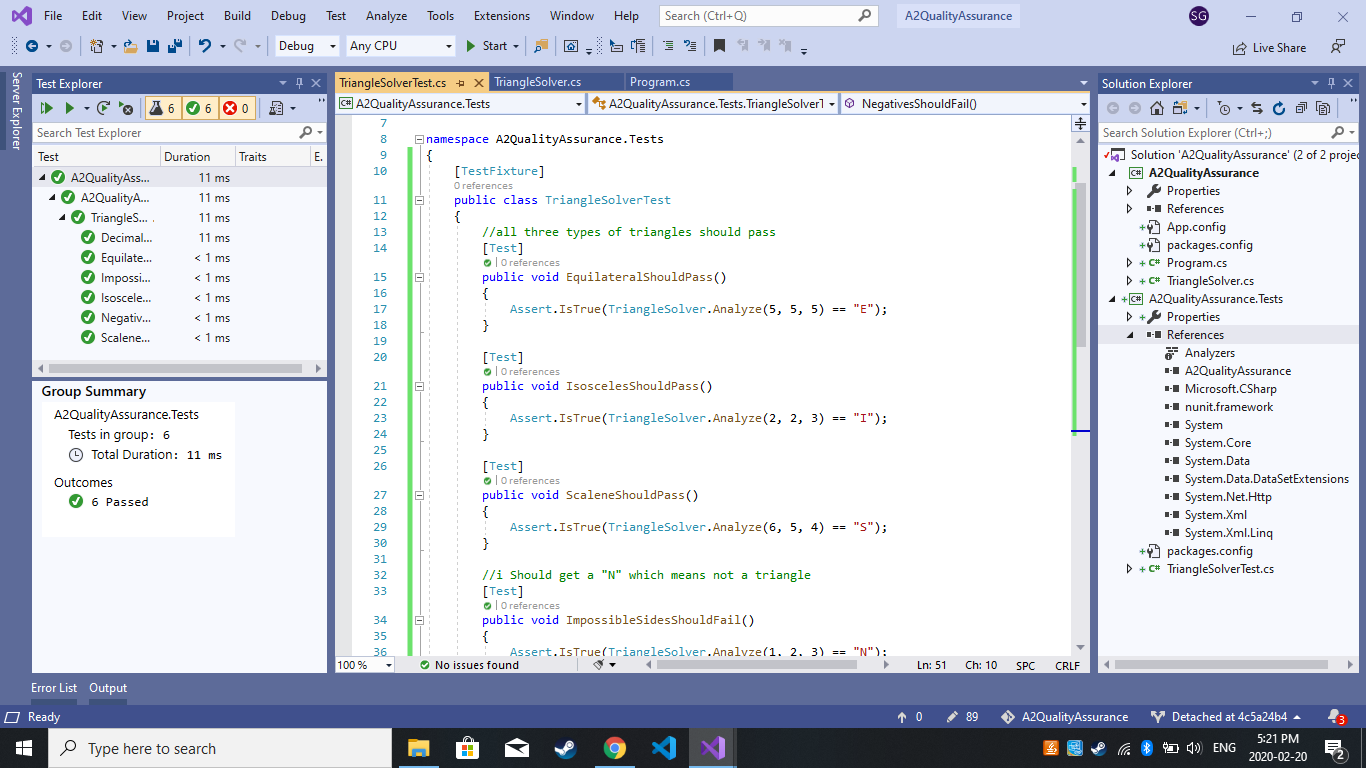 File Edit View Project Build Debug Test Analyze Tools Extensions Window Help Search (Ctrl+Q) A2QualityAssurance SG
Debug Any CPU Start Live Share
Server Explorer
Test Explorer
6 6 0
Search Test Explorer
Test Duration Traits E.
A2QualityAss... 11 ms
A2QualityA... 11 ms
TriangleS... 11 ms
Decimal... 11 ms
Equilate... < 1 ms
Impossi... < 1 ms
Isoscele... < 1 ms
Negativ... < 1 ms
Scalene... < 1 ms
Group Summary
A2QualityAssurance.Tests
Tests in group: 6
Total Duration: 11 ms
Outcomes
6 Passed
TriangleSolverTest.cs TriangleSolver.cs Program.cs
A2QualityAssurance.Tests A2QualityAssurance.Tests.TriangleSolverT NegativesShouldFail()
7
8 namespace A2QualityAssurance.Tests
9 {
10 [TestFixture]
0 references
11 public class TriangleSolverTest
12 {
13 //all three types of triangles should pass
14 [Test]
0 references
15 public void EquilateralShouldPass()
16 {
17 Assert.IsTrue(TriangleSolver.Analyze(5, 5, 5) == "E");
18 }
19
20 [Test]
0 references
21 public void IsoscelesShouldPass()
22 {
23 Assert.IsTrue(TriangleSolver.Analyze(2, 2, 3) == "I");
24 }
25
26 [Test]
0 references
27 public void ScaleneShouldPass()
28 {
29 Assert.IsTrue(TriangleSolver.Analyze(6, 5, 4) == "S");
30 }
31
32 //i Should get a "N" which means not a triangle
33 [Test]
0 references
34 public void ImpossibleSidesShouldFail()
35 {
36 Assert.IsTrue(TriangleSolver.Analyze(1, 2, 3) == "N");
100 % No issues found Ln: 51 Ch: 10 SPC CRLF
Solution Explorer
Search Solution Explorer (Ctrl+;)
Solution 'A2QualityAssurance' (2 of 2 projec
A2QualityAssurance
Properties
References
App.config
packages.config
Program.cs
TriangleSolver.cs
A2QualityAssurance.Tests
Properties
References
Analyzers
A2QualityAssurance
Microsoft.CSharp
nunit.framework
System
System.Core
System.Data
System.Data.DataSetExtensions
System.Net.Http
System.Xml
System.Xml.Linq
packages.config
TriangleSolverTest.cs
Error List Output
Ready 0 89 A2QualityAssurance Detached at 4c5a24b4 3
Type here to search ENG 5:21 PM
2020-02-20 2